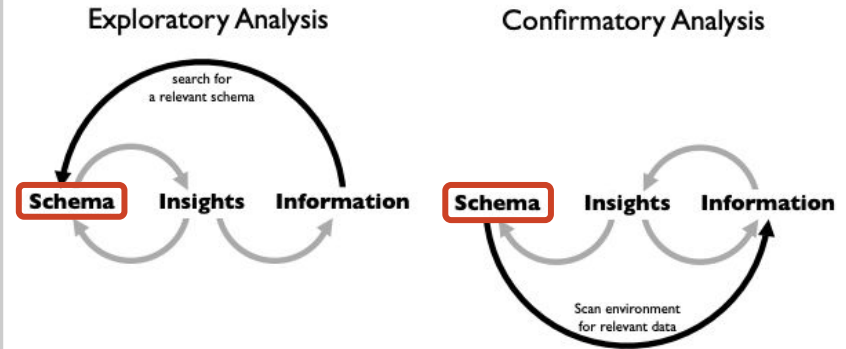 Exploratory Analysis
search for
a relevant schema
Schema Insights Information
Confirmatory Analysis
Schema Insights Information
Scan environment
for relevant data